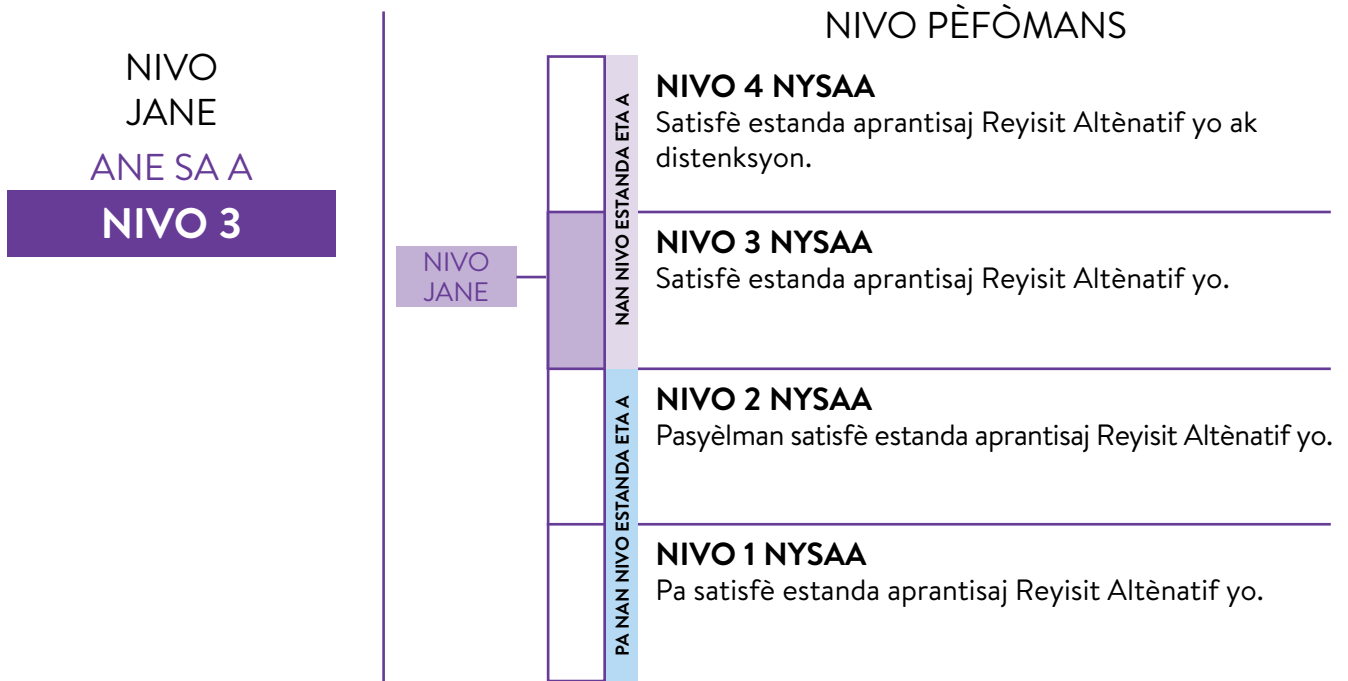 NIVO
JANE
ANE SA A
NIVO 3
NIVO PÈFÒMANS
NIVO
JANE
NAN NIVO ESTANDA ETA A
NIVO 4 NYSAA
Satisfè estanda aprantisaj Reyisit Altènatif yo ak
distenksyon.
NIVO 3 NYSAA
Satisfè estanda aprantisaj Reyisit Altènatif yo.
PA NAN NIVO ESTANDA ETA A
NIVO 2 NYSAA
Pasyèlman satisfè estanda aprantisaj Reyisit Altènatif yo.
NIVO 1 NYSAA
Pa satisfè estanda aprantisaj Reyisit Altènatif yo.